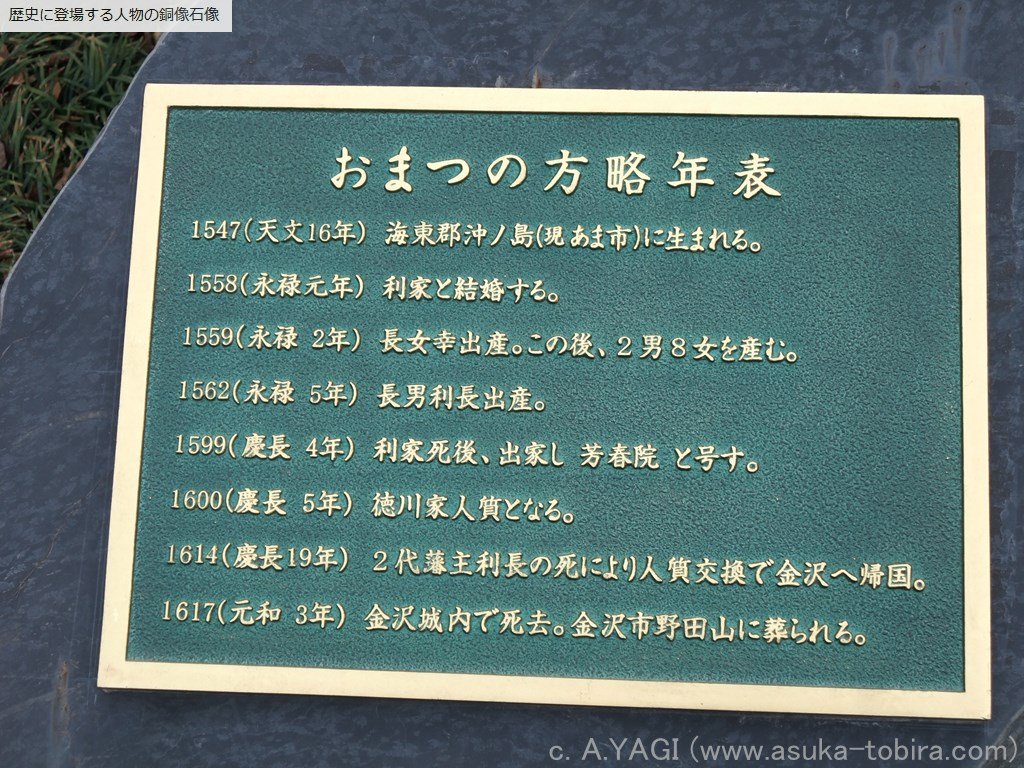 歴史に登場する人物の銅像石像
おまつの方略年表
1547(天文16年) 海東郡沖ノ島(現あま市)に生まれる。
1558(永禄元年) 利家と結婚する。
1559(永禄 2年) 長女幸出産。この後、2男8女を産む。
1562(永禄 5年) 長男利長出産。
1599(慶長 4年) 利家死後、出家し 芳春院 と号す。
1600(慶長 5年) 徳川家人質となる。
1614(慶長19年) 2代藩主利長の死により人質交換で金沢へ帰国。
1617(元和 3年) 金沢城内で死去。金沢市野田山に葬られる。
c. A.YAGI (www.asuka-tobira.com)